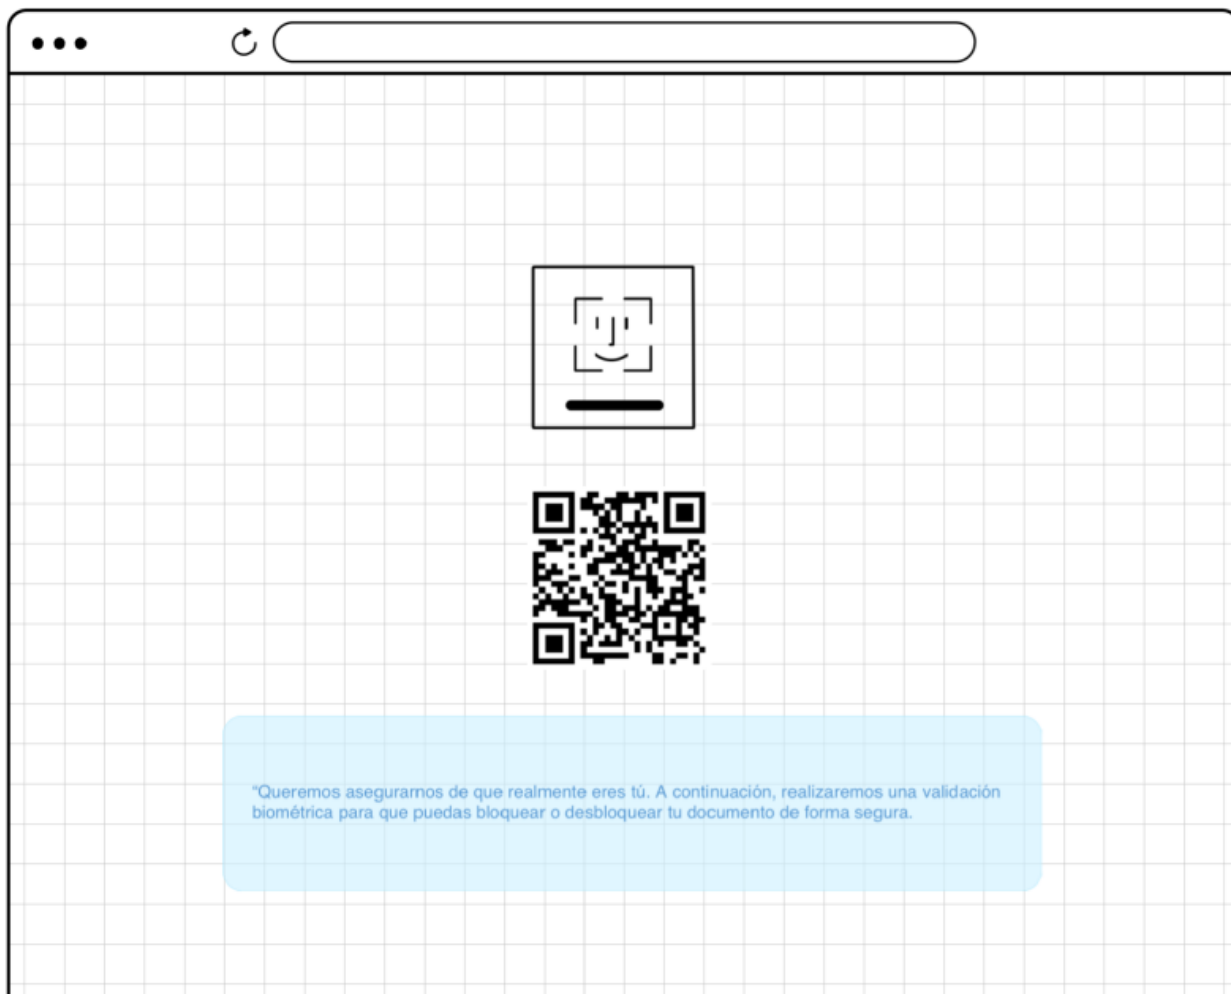 “Queremos asegurarnos de que realmente eres tú. A continuación, realizaremos una validación
biométrica para que puedas bloquear o desbloquear tu documento de forma segura.